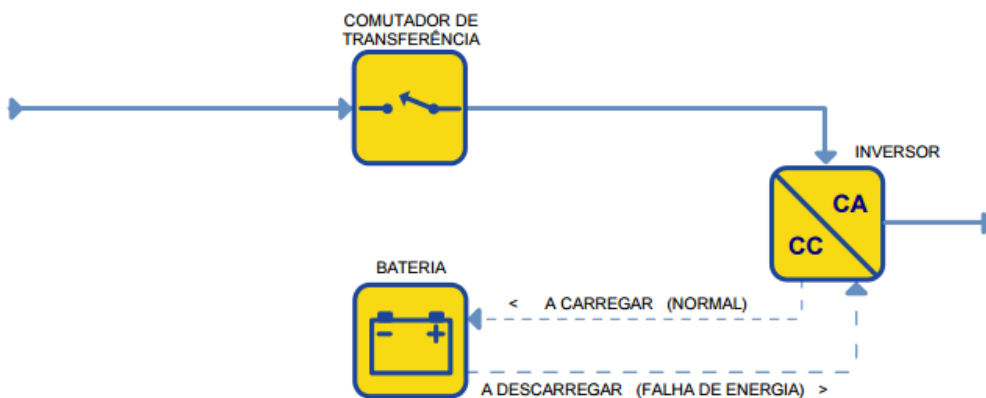 COMUTADOR DE
TRANSFERÊNCIA
INVERSOR
CA
CC
BATERIA
< A CARREGAR (NORMAL)
A DESCARREGAR (FALHA DE ENERGIA) >